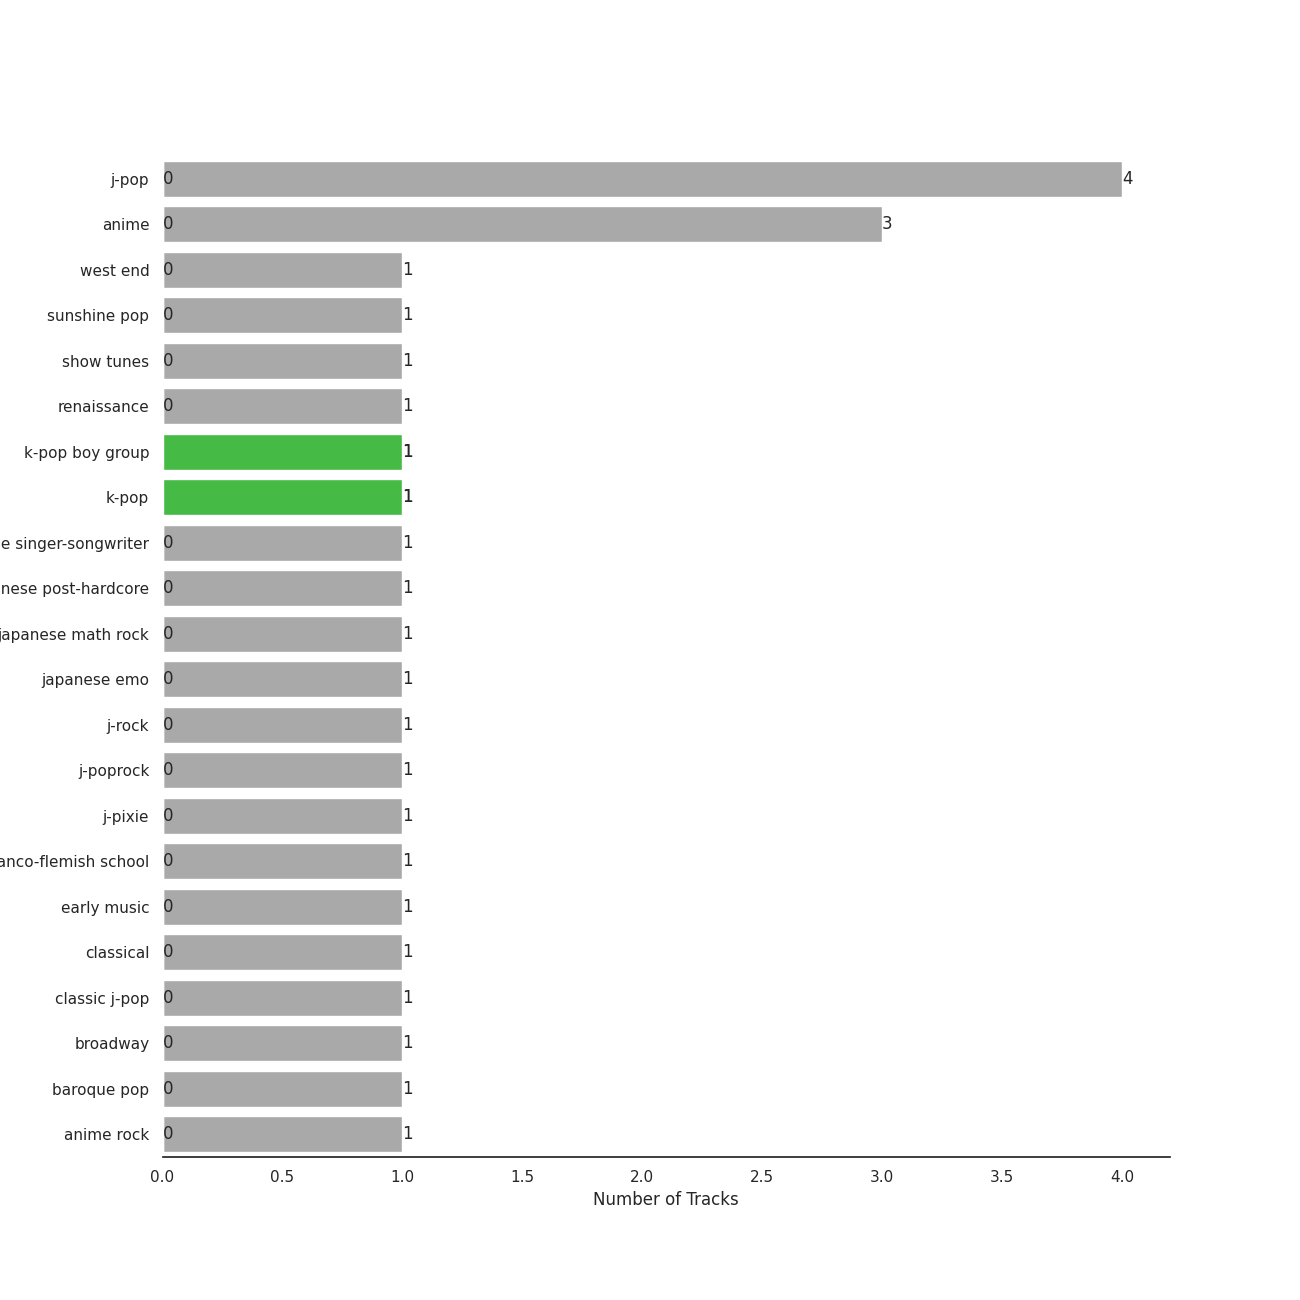 j-pop 0 4
anime 0 3
west end 0 1
sunshine pop 0 1
show tunes 0 1
renaissance 0 1
k-pop boy group 1
k-pop 1
e singer-songwriter 0 1
nese post-hardcore 0 1
japanese math rock 0 1
japanese emo 0 1
j-rock 0 1
j-poprock 0 1
j-pixie 0 1
anco-flemish school 0 1
early music 0 1
classical 0 1
classic j-pop 0 1
broadway 0 1
baroque pop 0 1
anime rock 0 1
0.0 0.5 1.0 1.5 2.0 2.5 3.0 3.5 4.0
Number of Tracks